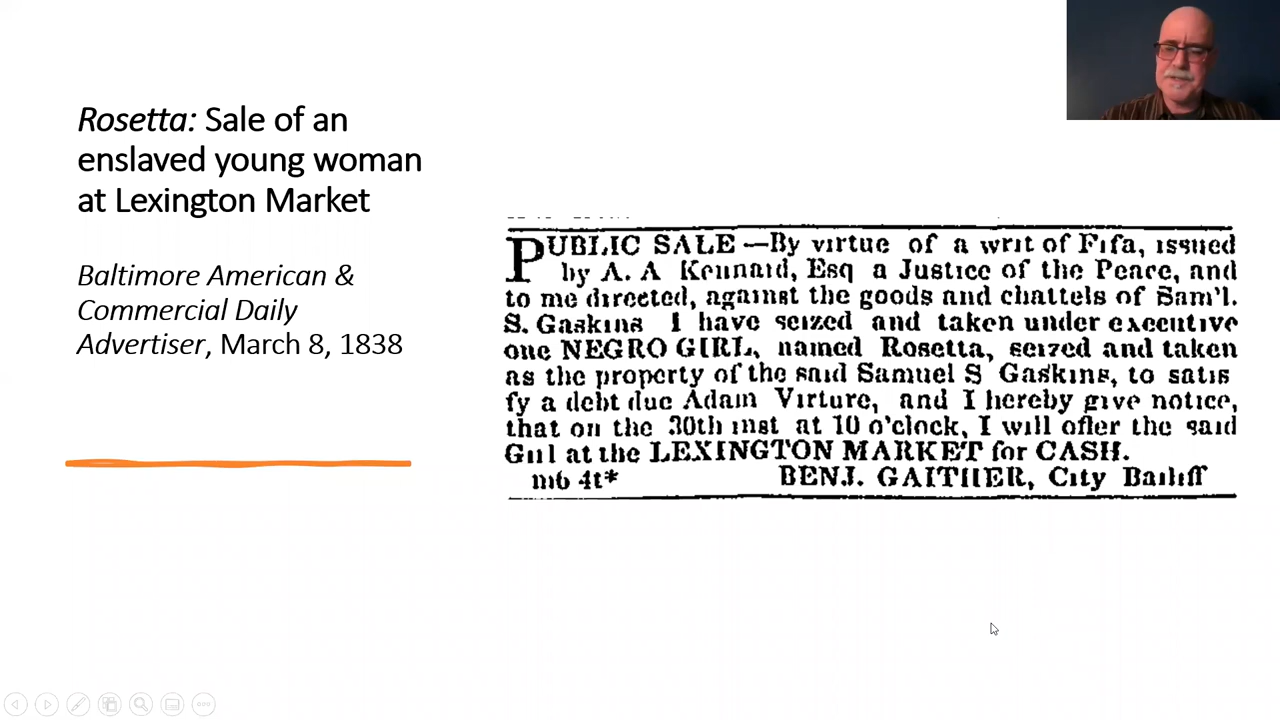 Rosetta: Sale of an
enslaved young woman
at Lexington Market
Baltimore American &
Commercial Daily
Advertiser, March 8, 1838
PUBLIC SALE —By virtue of a writ of Fifa, issued
by A. A Kennard, Esq a Justice of the Peace, and
to me directed, against the goods and chattels of Sam'l.
S. Gaskins I have seized and taken under executive
one NEGRO GIRL, named Rosetta, seized and taken
as the property of the said Samuel S Gaskins, to satis
fy a debt due Adam Virture, and I hereby give notice,
that on the 30th inst at 10 o'clock, I will offer the said
Girl at the LEXINGTON MARKET for CASH.
m6 4t* BENJ. GAITHER, City Bailiff